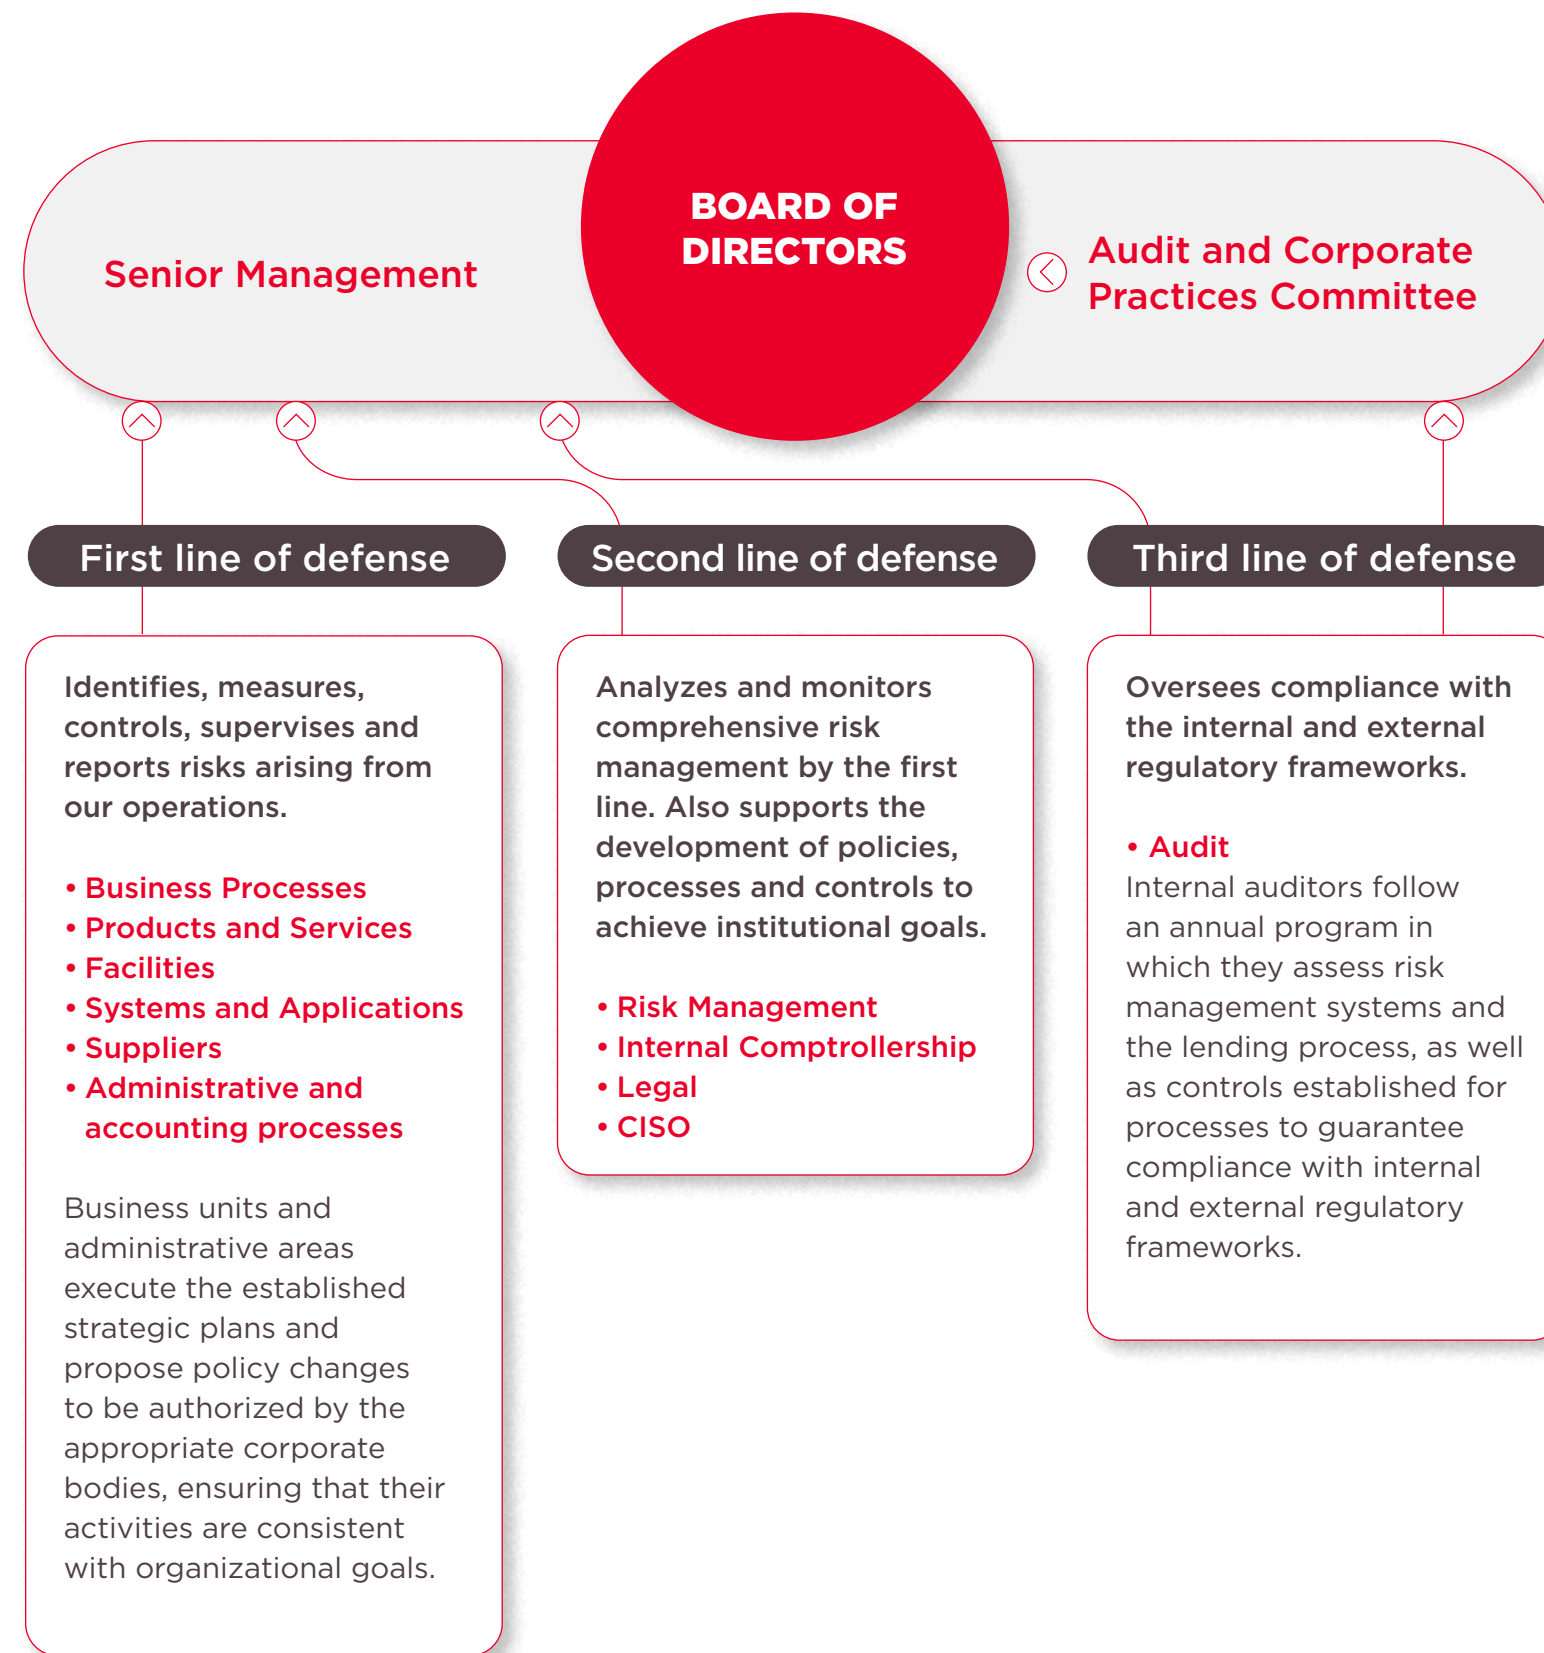 BOARD OF
DIRECTORS
Senior Management
Audit and Corporate
Practices Committee
First line of defense
Identifies, measures,
controls, supervises and
reports risks arising from
our operations.
• Business Processes
• Products and Services
• Facilities
• Systems and Applications
• Suppliers
• Administrative and
accounting processes
Business units and
administrative areas
execute the established
strategic plans and
propose policy changes
to be authorized by the
appropriate corporate
bodies, ensuring that their
activities are consistent
with organizational goals.
Second line of defense
Analyzes and monitors
comprehensive risk
management by the first
line. Also supports the
development of policies,
processes and controls to
achieve institutional goals.
• Risk Management
• Internal Comptrollership
• Legal
• CISO
Third line of defense
Oversees compliance with
the internal and external
regulatory frameworks.
• Audit
Internal auditors follow
an annual program in
which they assess risk
management systems and
the lending process, as well
as controls established for
processes to guarantee
compliance with internal
and external regulatory
frameworks.